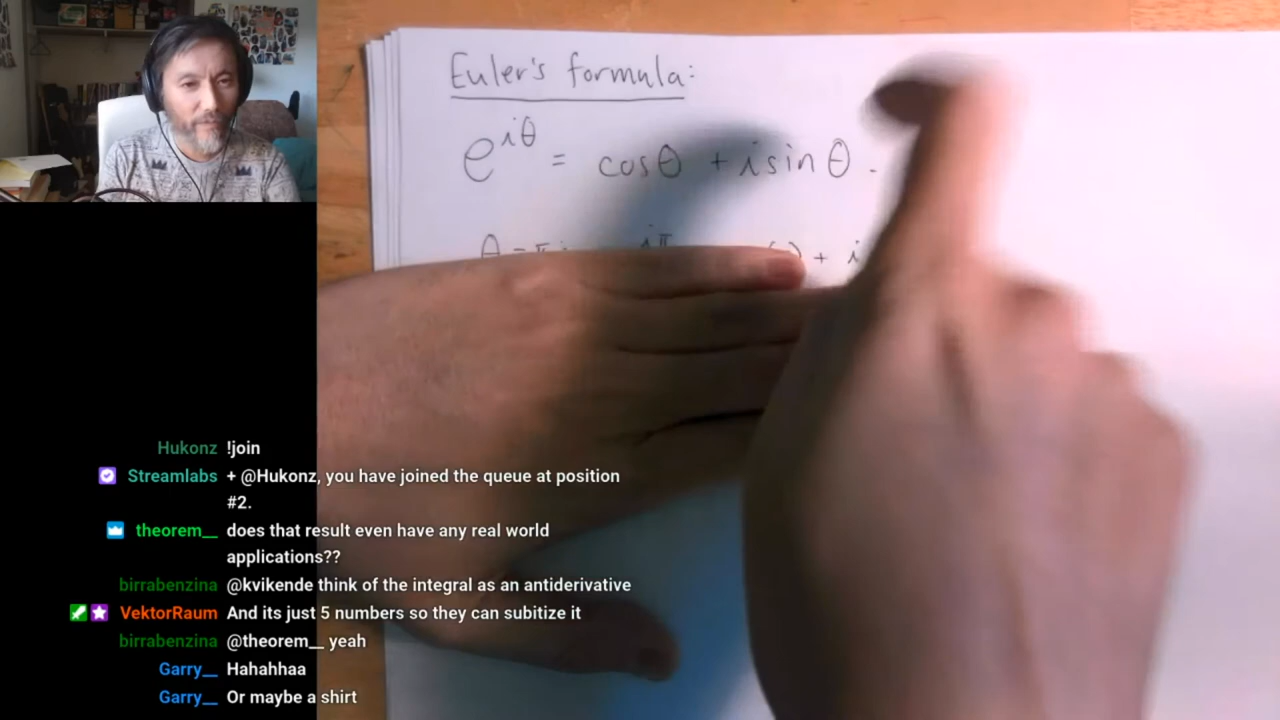 Euler's formula:
e^{iθ} = cosθ + i sin θ.
θ = π iπ ) + i
Hukonz !join
Streamlabs + @Hukonz, you have joined the queue at position
#2.
theorem__ does that result even have any real world
applications??
birrabenzina @kvikende think of the integral as an antiderivative
VektorRaum And its just 5 numbers so they can subitize it
birrabenzina @theorem__ yeah
Garry__ Hahahhaa
Garry__ Or maybe a shirt